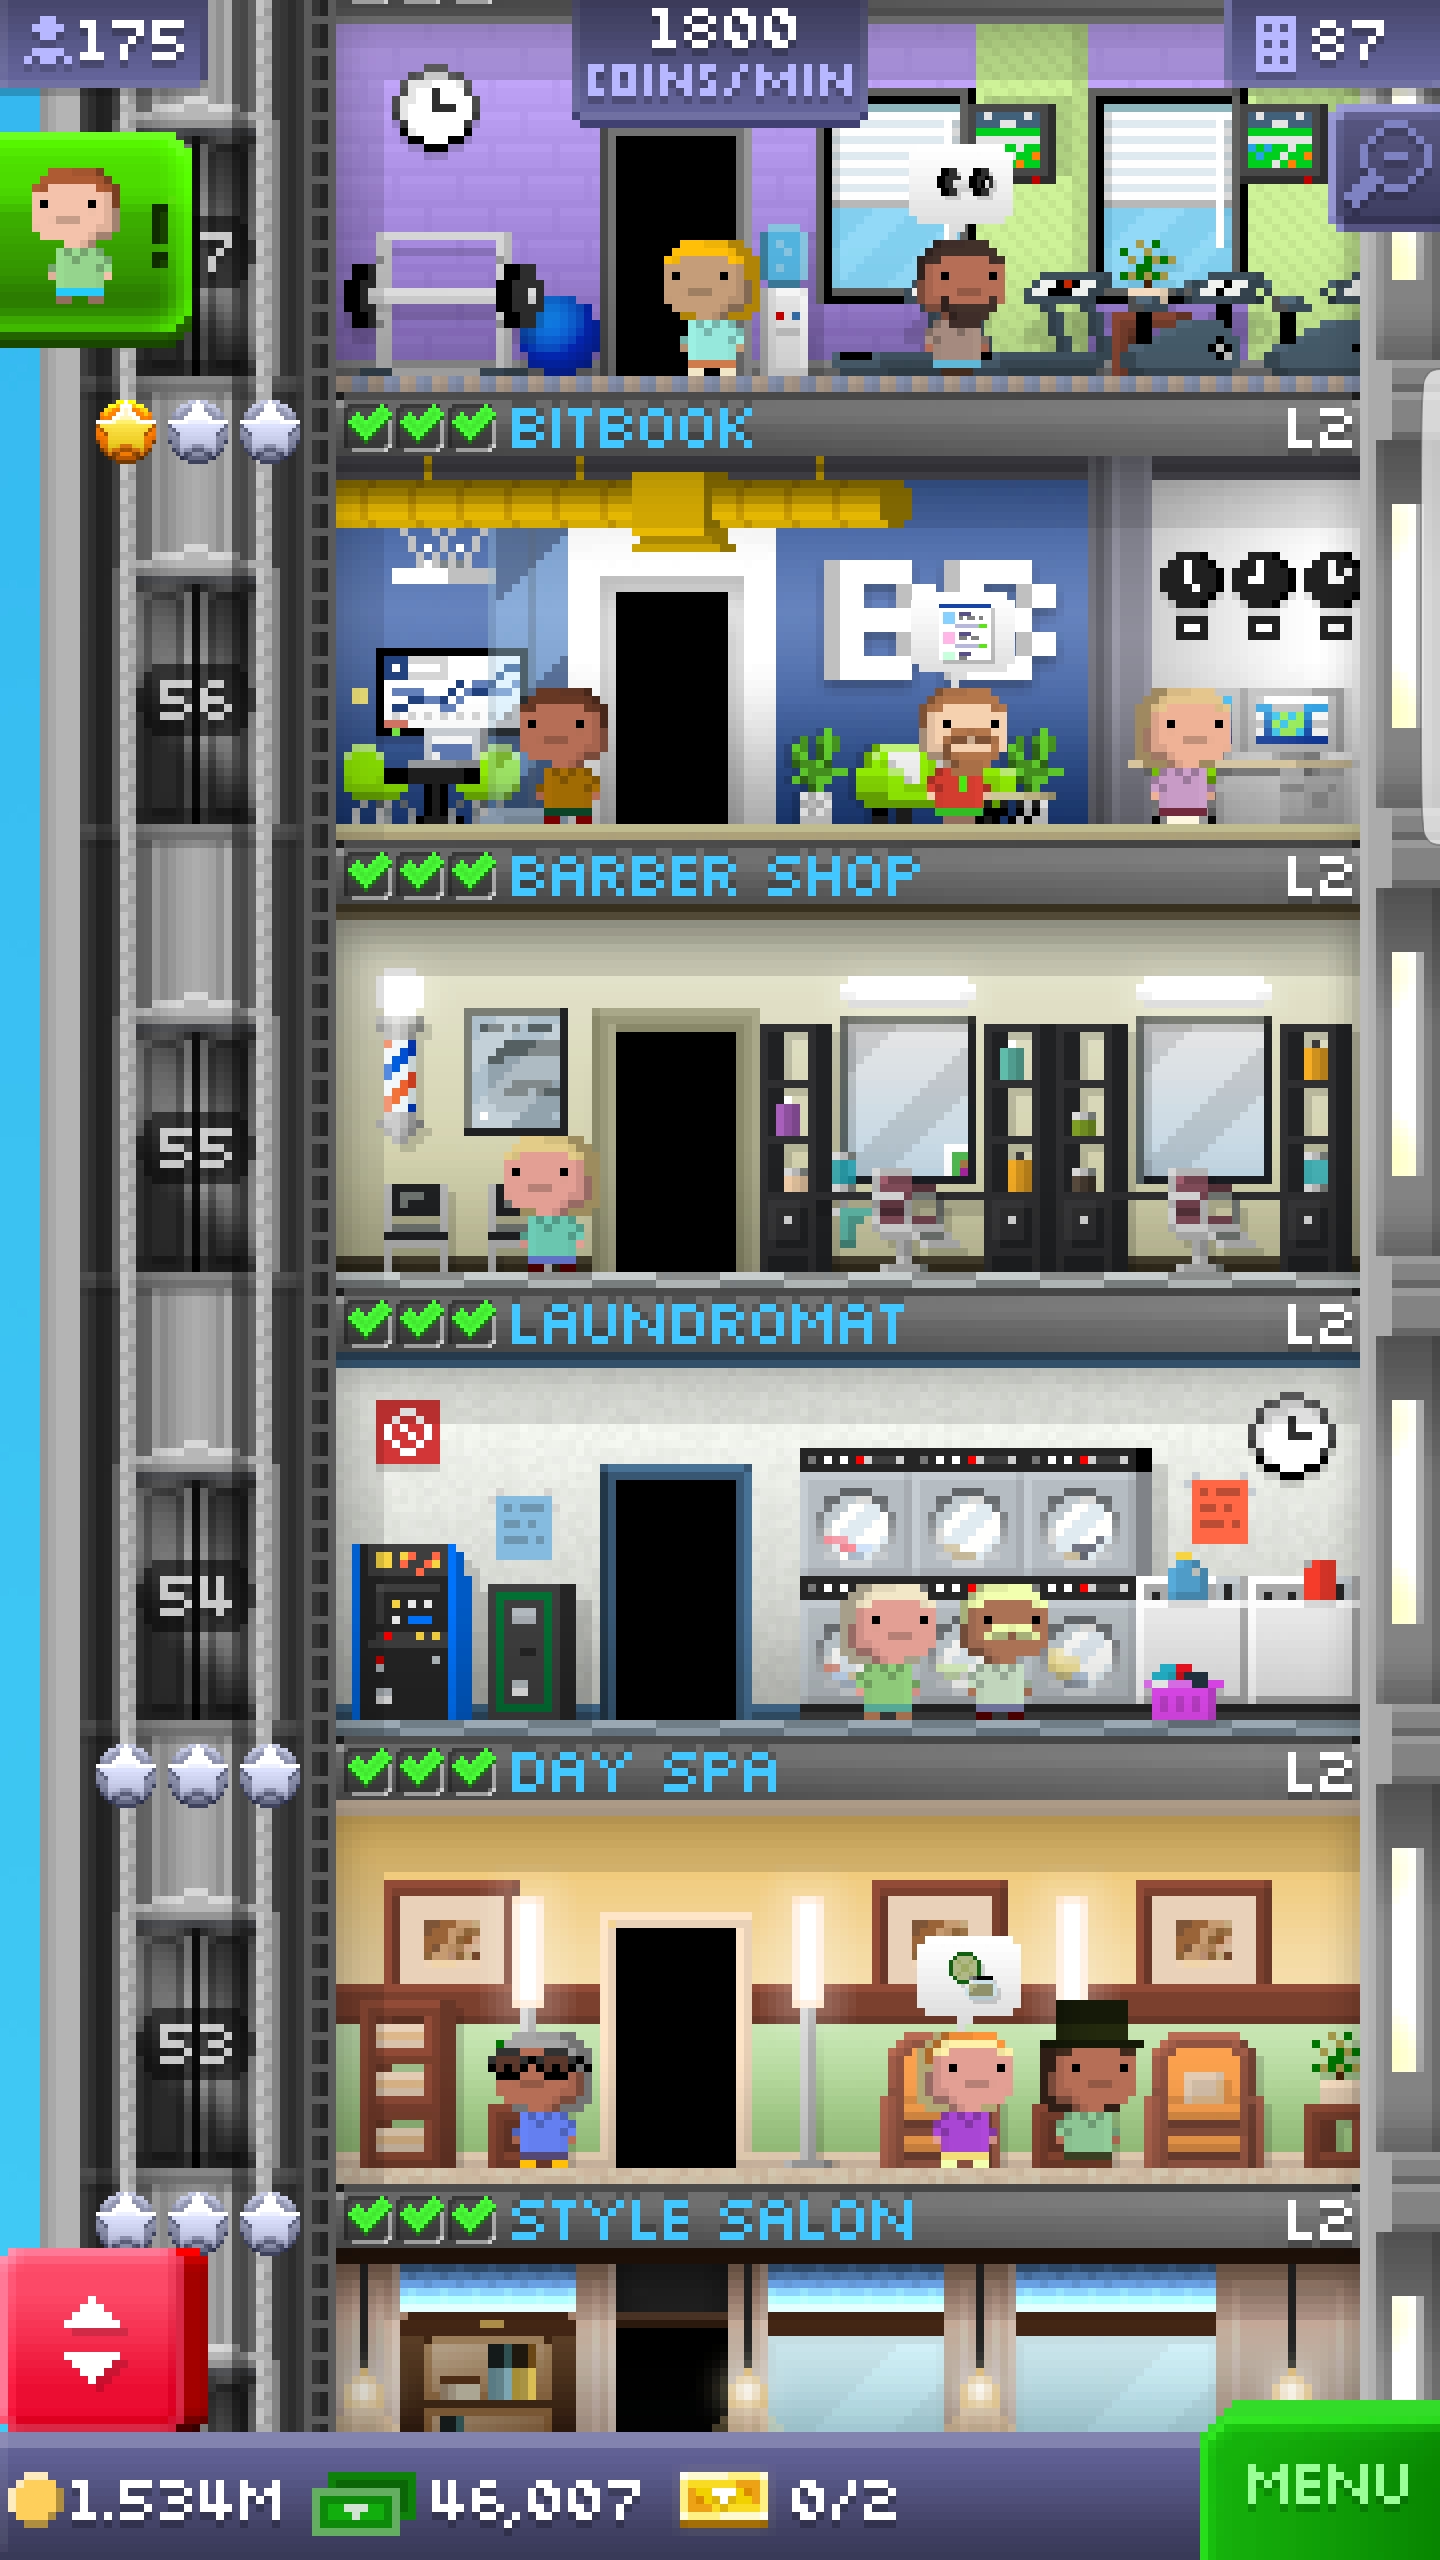 175
1800
COINS/MIN
87
!
7
BITBOOK L2
56
BARBER SHOP L2
55
LAUNDROMAT L2
54
DAY SPA L2
53
STYLE SALON L2
1.534M
46,007
0/2
MENU